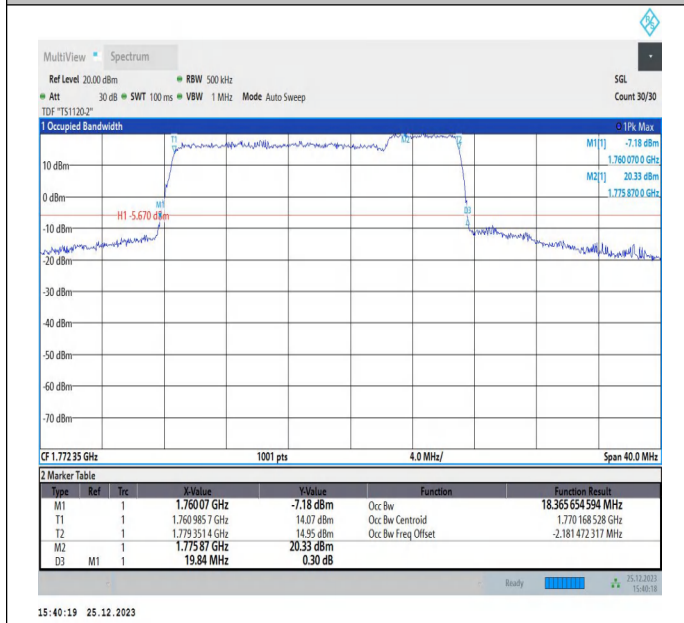 MultiView Spectrum
Ref Level 20.00 dBm RBW 500 kHz SGL
Att 30 dB SWT 100 ms VBW 1 MHz Mode Auto Sweep Count 30/30
TDF "TS1120-2"
1 Occupied Bandwidth 1Pk Max
M1[1] -7.18 dBm
1.760 070 0 GHz
M2[1] 20.33 dBm
1.775 870 0 GHz
T1
M2
T2
10 dBm
0 dBm
M1
D3
H1 -5.670 dBm
-10 dBm
-20 dBm
-30 dBm
-40 dBm
-50 dBm
-60 dBm
-70 dBm
CF 1.772 35 GHz 1001 pts 4.0 MHz/ Span 40.0 MHz
2 Marker Table
Type Ref Trc X-Value Y-Value Function Function Result
M1 1 1.760 07 GHz -7.18 dBm Occ Bw 18.365 654 594 MHz
T1 1 1.760 985 7 GHz 14.07 dBm Occ Bw Centroid 1.770 168 528 GHz
T2 1 1.779 351 4 GHz 14.95 dBm Occ Bw Freq Offset -2.181 472 317 MHz
M2 1 1.775 87 GHz 20.33 dBm
D3 M1 1 19.84 MHz 0.30 dB
Ready 25.12.2023
15:40:18
15:40:19 25.12.2023